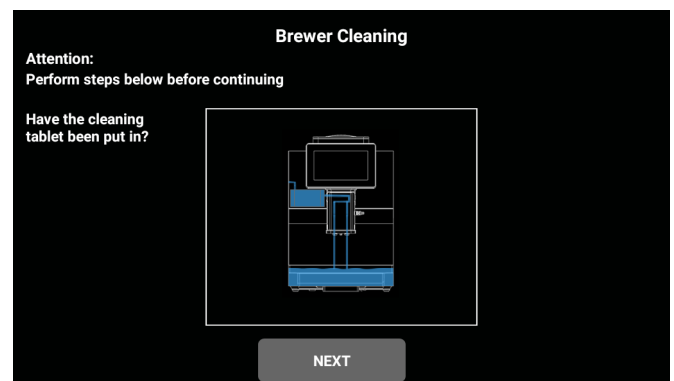 Brewer Cleaning
Attention:
Perform steps below before continuing
Have the cleaning
tablet been put in?
NEXT